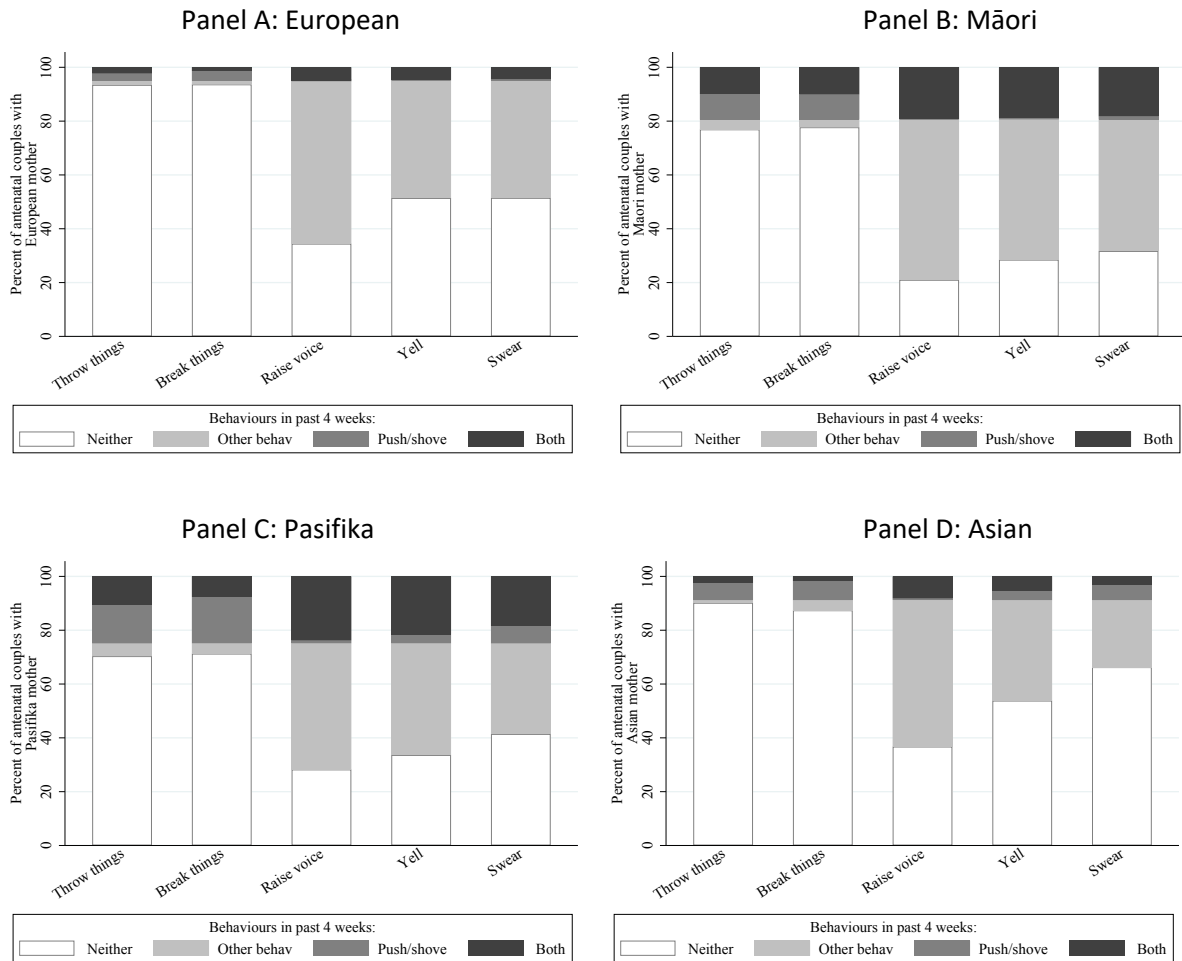 Panel A: European
Percent of antenatal couples with
European mother
0
20
40
60
80
100
Throw things
Break things
Raise voice
Yell
Swear
Behaviours in past 4 weeks:
Neither Other behav Push/shove Both
Panel B: Māori
Percent of antenatal couples with
Maori mother
0
20
40
60
80
100
Throw things
Break things
Raise voice
Yell
Swear
Behaviours in past 4 weeks:
Neither Other behav Push/shove Both
Panel C: Pasifika
Percent of antenatal couples with
Pasifika mother
0
20
40
60
80
100
Throw things
Break things
Raise voice
Yell
Swear
Behaviours in past 4 weeks:
Neither Other behav Push/shove Both
Panel D: Asian
Percent of antenatal couples with
Asian mother
0
20
40
60
80
100
Throw things
Break things
Raise voice
Yell
Swear
Behaviours in past 4 weeks:
Neither Other behav Push/shove Both